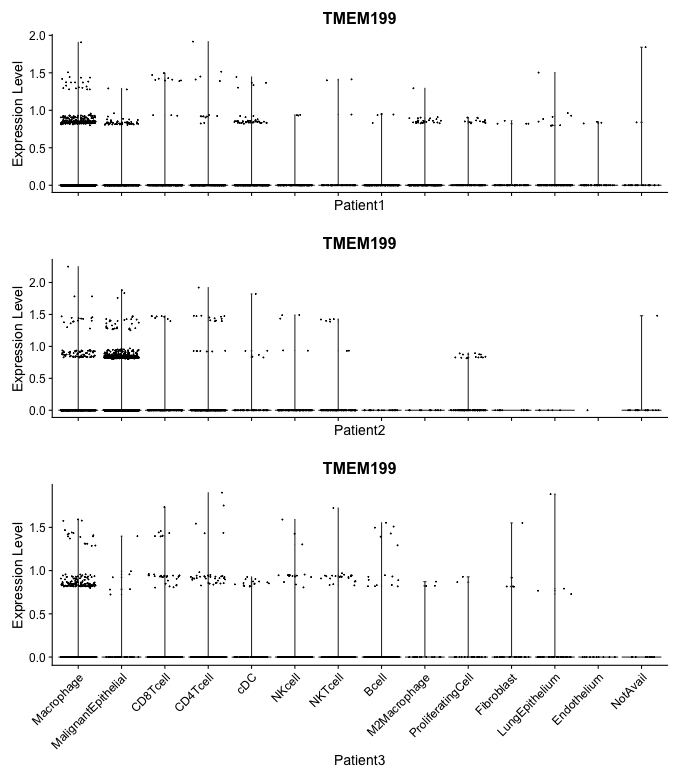 TMEM199
Expression Level
2.0
1.5
1.0
0.5
0.0
Patient1
TMEM199
Expression Level
2.0
1.5
1.0
0.5
0.0
Patient2
TMEM199
Expression Level
1.5
1.0
0.5
0.0
Macrophage
MalignantEpithelial
CD8Tcell
CD4Tcell
cDC
NKcell
NKTcell
Bcell
M2Macrophage
ProliferatingCell
Fibroblast
LungEpithelium
Endothelium
NotAvail
Patient3